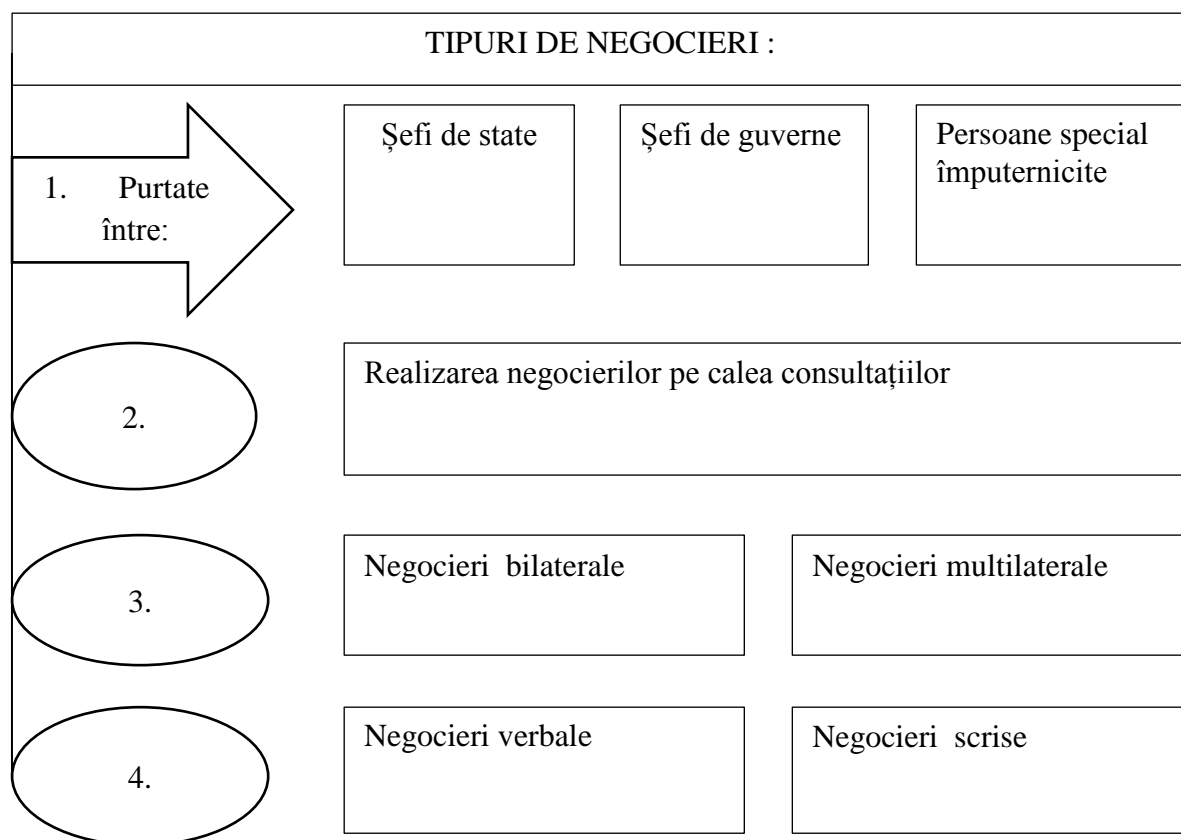 TIPURI DE NEGOCIERI :
1. Purtate
între:
Șefi de state
Șefi de guverne
Persoane special
împuternicite
2.
Realizarea negocierilor pe calea consultațiilor
3.
Negocieri bilaterale
Negocieri multilaterale
4.
Negocieri verbale
Negocieri scrise